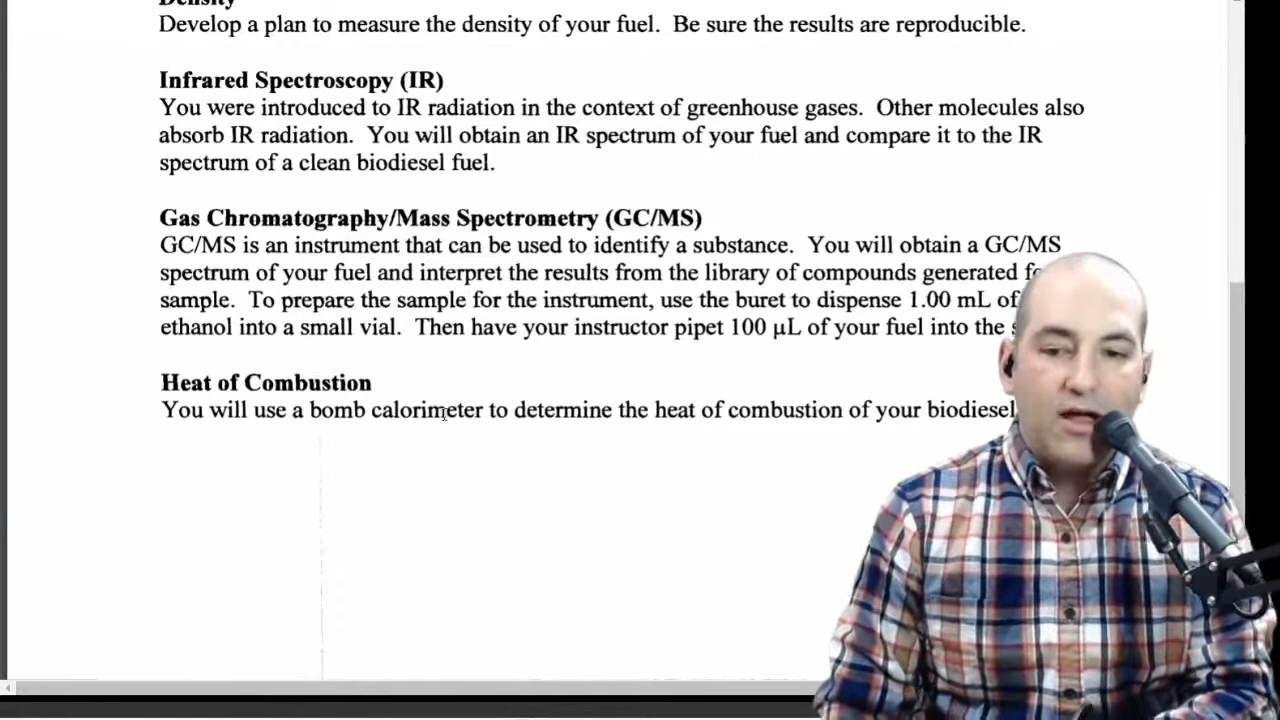 Density
Develop a plan to measure the density of your fuel. Be sure the results are reproducible.
Infrared Spectroscopy (IR)
You were introduced to IR radiation in the context of greenhouse gases. Other molecules also
absorb IR radiation. You will obtain an IR spectrum of your fuel and compare it to the IR
spectrum of a clean biodiesel fuel.
Gas Chromatography/Mass Spectrometry (GC/MS)
GC/MS is an instrument that can be used to identify a substance. You will obtain a GC/MS
spectrum of your fuel and interpret the results from the library of compounds generated
sample. To prepare the sample for the instrument, use the buret to dispense 1.00 mL of
ethanol into a small vial. Then have your instructor pipet 100 μL of your fuel into the
Heat of Combustion
You will use a bomb calorimeter to determine the heat of combustion of your biodiesel